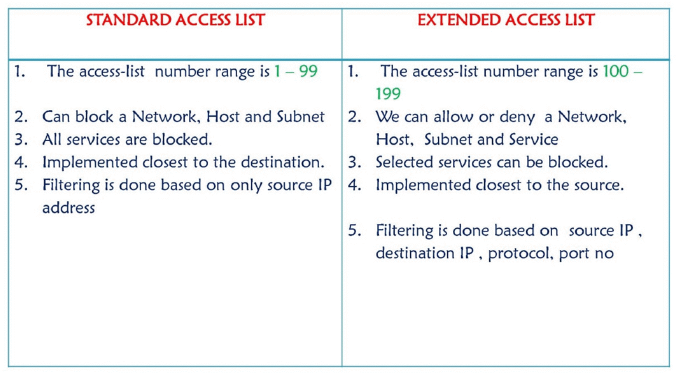 STANDARD ACCESS LIST
1. The access-list number range is 1 – 99
2. Can block a Network, Host and Subnet
3. All services are blocked.
4. Implemented closest to the destination.
5. Filtering is done based on only source IP
address
EXTENDED ACCESS LIST
1. The access-list number range is 100 –
199
2. We can allow or deny a Network,
Host, Subnet and Service
3. Selected services can be blocked.
4. Implemented closest to the source.
5. Filtering is done based on source IP ,
destination IP , protocol, port no